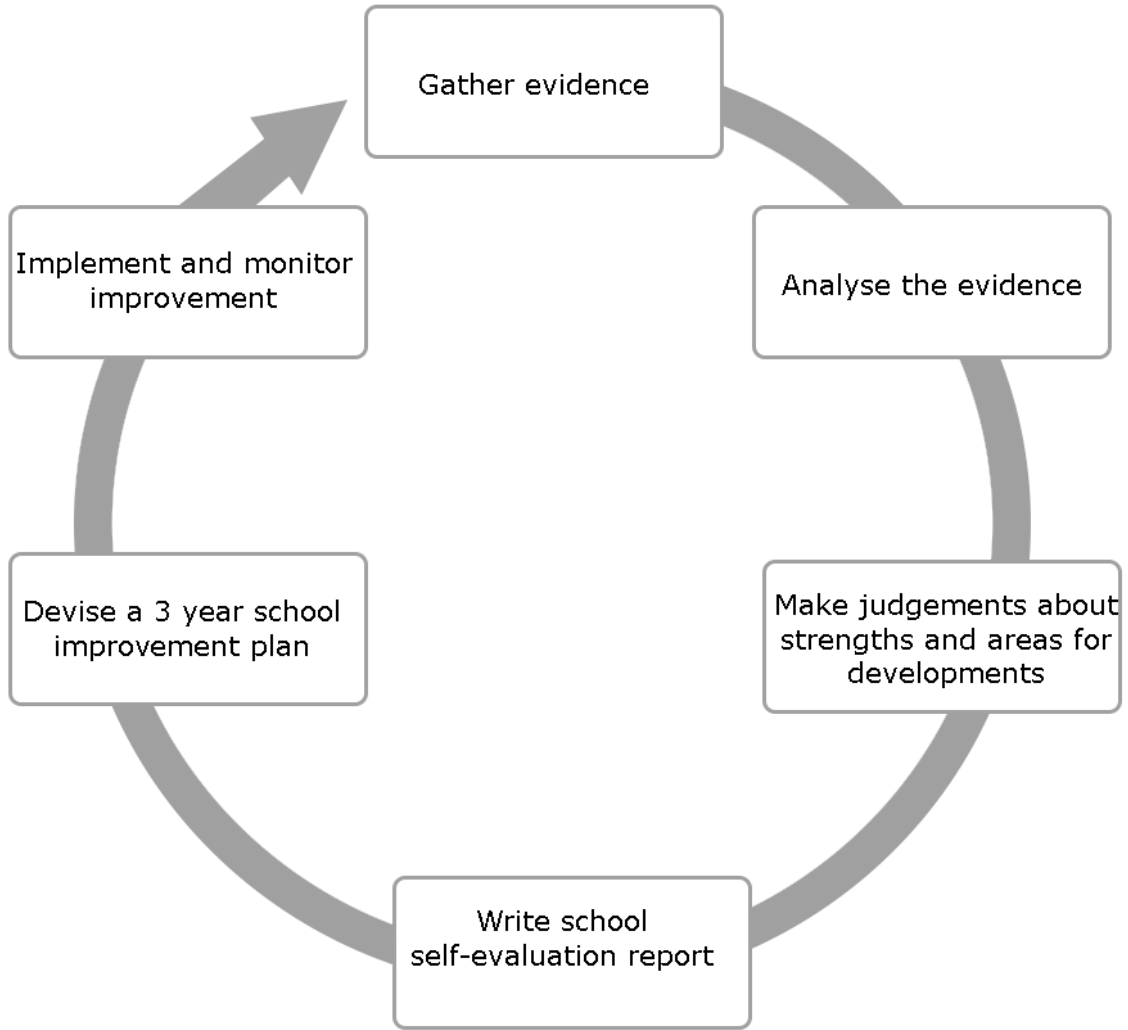 Gather evidence
Analyse the evidence
Make judgements about
strengths and areas for
developments
Write school
self-evaluation report
Devise a 3 year school
improvement plan
Implement and monitor
improvement